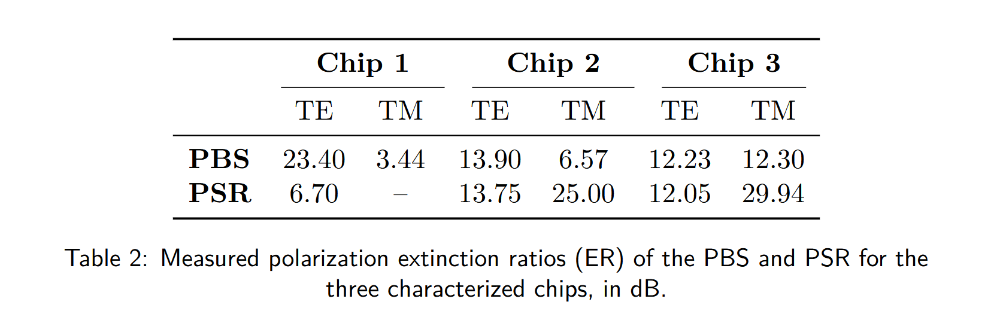 Chip 1 Chip 2 Chip 3
TE TM TE TM TE TM
PBS 23.40 3.44 13.90 6.57 12.23 12.30
PSR 6.70 – 13.75 25.00 12.05 29.94
Table 2: Measured polarization extinction ratios (ER) of the PBS and PSR for the
three characterized chips, in dB.